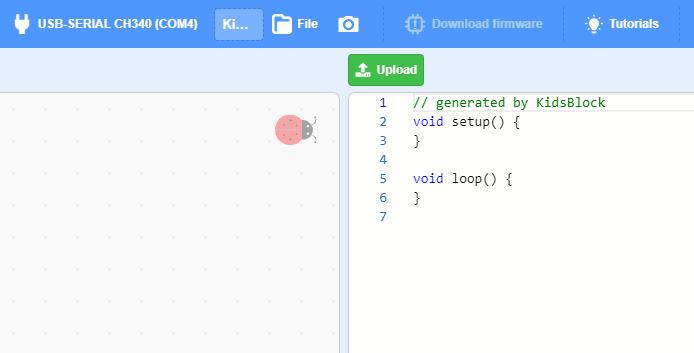 USB-SERIAL CH340 (COM4) Ki... File Download firmware Tutorials
Upload
1 // generated by KidsBlock
2 void setup() {
3 }
4
5 void loop() {
6 }
7